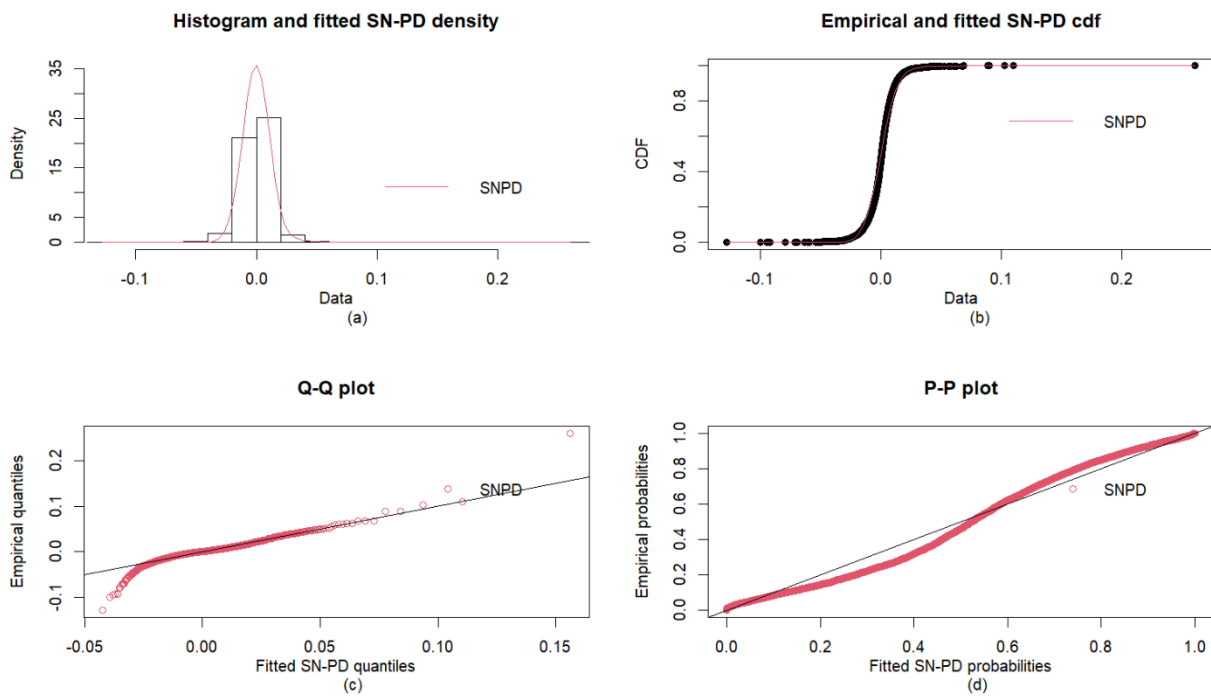 Histogram and fitted SN-PD density
Density
35
25
15
5
0
SNPD
-0.1
0.0
0.1
0.2
Data
(a)
Empirical and fitted SN-PD cdf
CDF
0.8
0.4
0.0
SNPD
-0.1
0.0
0.1
0.2
Data
(b)
Q-Q plot
Empirical quantiles
0.2
0.1
0.0
-0.1
SNPD
-0.05
0.00
0.05
0.10
0.15
Fitted SN-PD quantiles
(c)
P-P plot
Empirical probabilities
1.0
0.8
0.6
0.4
0.2
0.0
SNPD
0.0
0.2
0.4
0.6
0.8
1.0
Fitted SN-PD probabilities
(d)